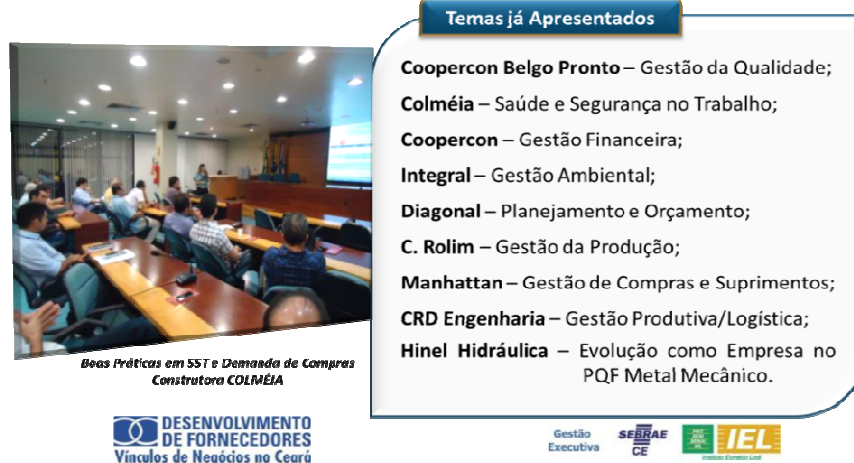 Temas já Apresentados
Coopercon Belgo Pronto – Gestão da Qualidade;
Colméia – Saúde e Segurança no Trabalho;
Coopercon – Gestão Financeira;
Integral – Gestão Ambiental;
Diagonal – Planejamento e Orçamento;
C. Rolim – Gestão da Produção;
Manhattan – Gestão de Compras e Suprimentos;
CRD Engenharia – Gestão Produtiva/Logística;
Hinel Hidráulica – Evolução como Empresa no
PQF Metal Mecânico.
Boas Práticas em SST e Demanda de Compras
Construtora COLMÉIA
DESENVOLVIMENTO
DE FORNECEDORES
Vínculos de Negócios no Ceará
Gestão
Executiva
SEBRAE
CE
IEL